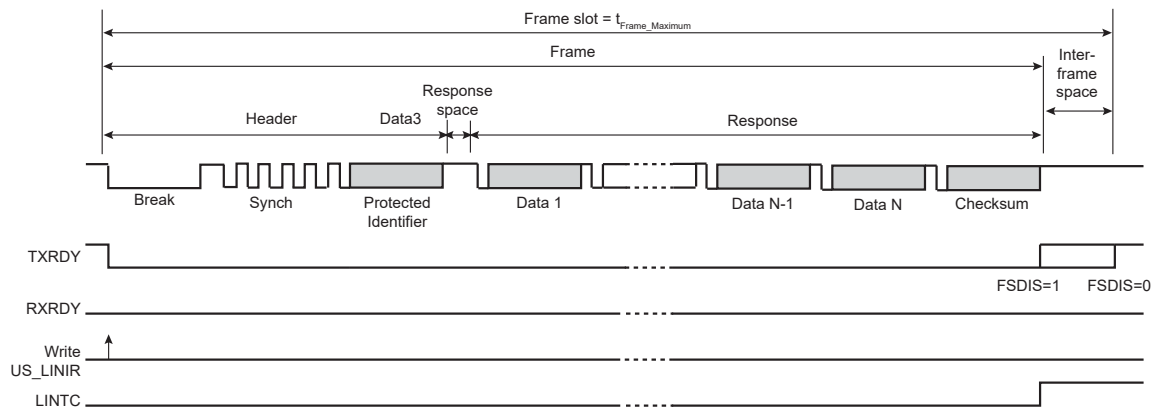 Frame slot = tFrame_Maximum
Frame
Inter-
frame
space
Header
Data3
Response
space
Response
Break
Synch
Protected
Identifier
Data 1
Data N-1
Data N
Checksum
TXRDY
FSDIS=1
FSDIS=0
RXRDY
Write
US_LINIR
LINTC